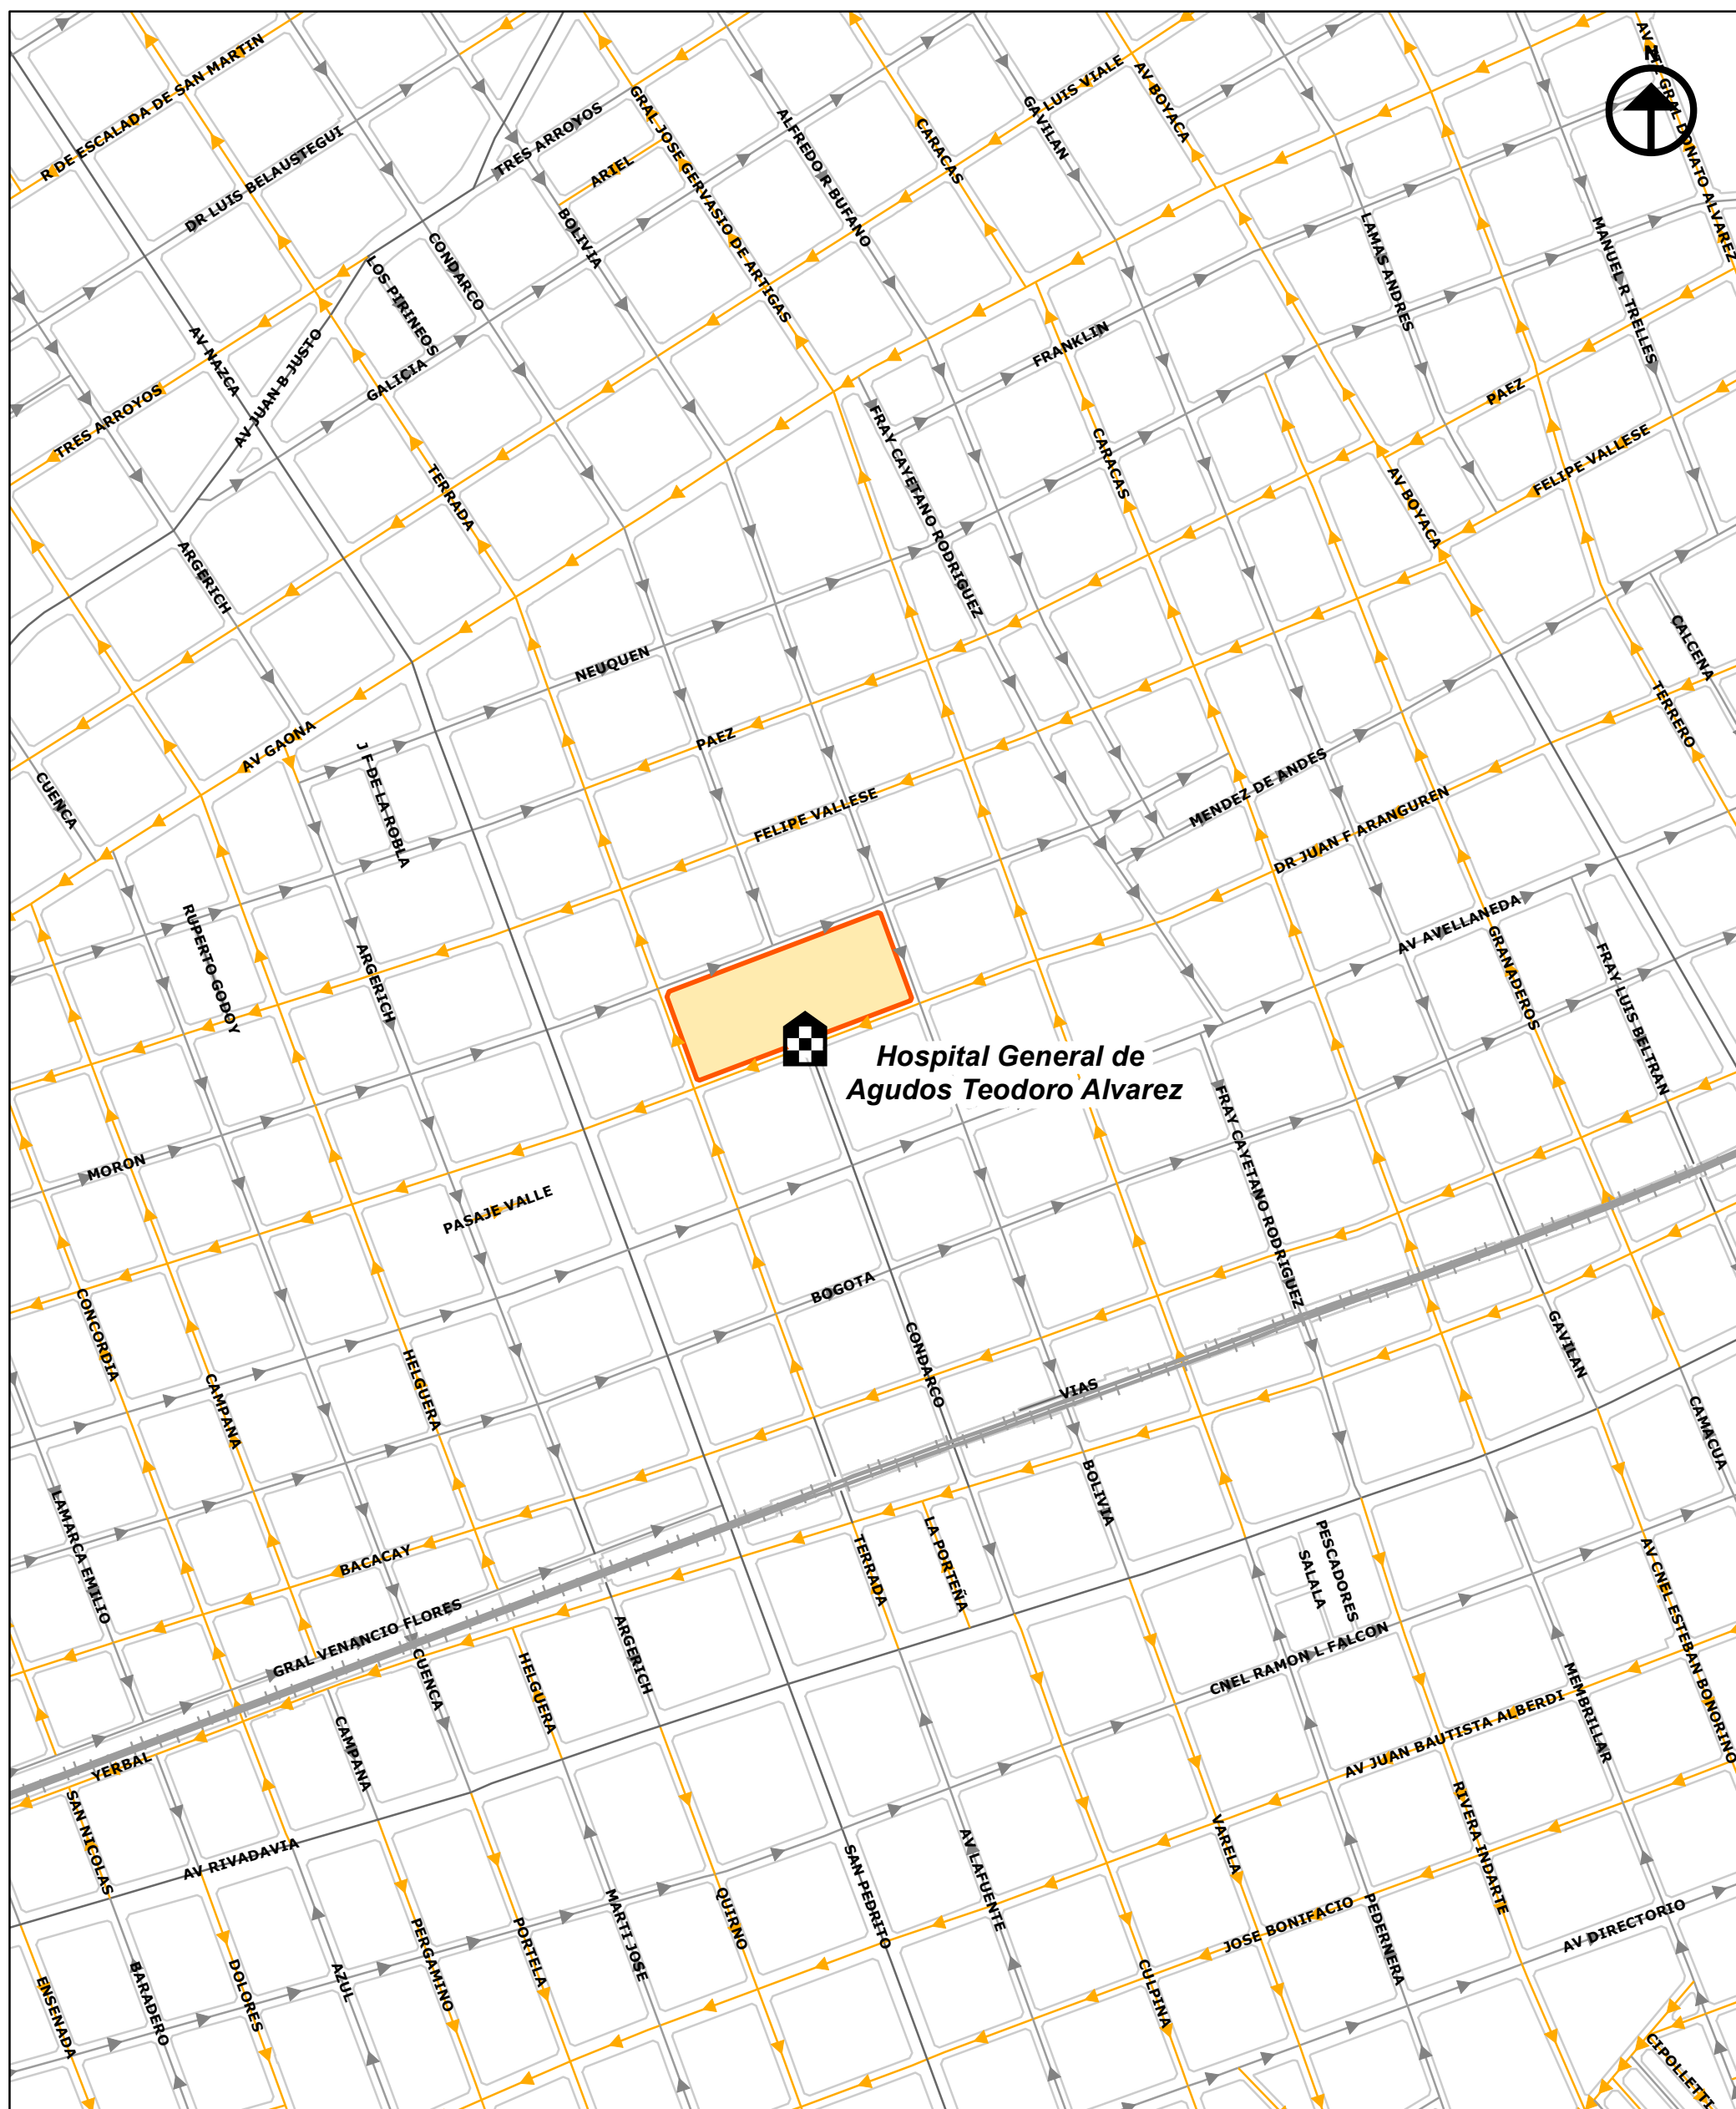 R DE ESCALADA DE SAN MARTIN
DR LUIS BELAUSTEGUI
TRES ARROYOS
ARIEL
GRAL JOSE GERVASIO DE ARTIGAS
ALFREDO R BUFANO
CARACAS
GAVILAN
LUIS VIALE
AV BOYACA
N
LAMAS ANDRES
MANUEL R TRELLES
LOS PIRINEOS
CONDARCO
BOLIVIA
AV NAZCA
AV JUAN B JUSTO
GALICIA
TRES ARROYOS
TERRADA
ARGERICH
FRANKLIN
FRAY CAYETANO RODRIGUEZ
CARACAS
PAEZ
FELIPE VALLESE
AV BOYACA
CALCENA
TERRERO
NEUQUEN
PAEZ
FELIPE VALLESE
AV GAONA
J F DE LA ROBLA
CUENCA
MENDEZ DE ANDES
DR JUAN F ARANGUREN
AV AVELLANEDA
GRANADEROS
FRAY LUIS BELTRAN
RUPERTO GODOY
ARGERICH
Hospital General de
Agudos Teodoro Alvarez
MORON
PASAJE VALLE
BOGOTA
FRAY CAYETANO RODRIGUEZ
CONCORDIA
CAMPANA
HELGUERA
CONDARCO
VIAS
GAVILAN
CAMACUA
LAMARCA EMILIO
BACACAY
GRAL VENANCIO FLORES
CUENCA
HELGUERA
ARGERICH
TERRADA
LA PORTEÑA
BOLIVIA
PESCADORES
SALALA
CNEL RAMON L FALCON
AV JUAN BAUTISTA ALBERDI
MEMBRILLAR
AV CNEL ESTEBAN BONORINO
YERBAL
CAMPANA
SAN NICOLAS
AV RIVADAVIA
ENSENADA
BARADERO
DOLORES
AZUL
PERGAMINO
PORTELA
MARTI JOSE
QUIRNO
SAN PEDRITO
AV LAFUENTE
CULPINA
VARELA
JOSE BONIFACIO
PEDERNERA
RIVERA INDARTE
AV DIRECTORIO
CIPOLLETTI